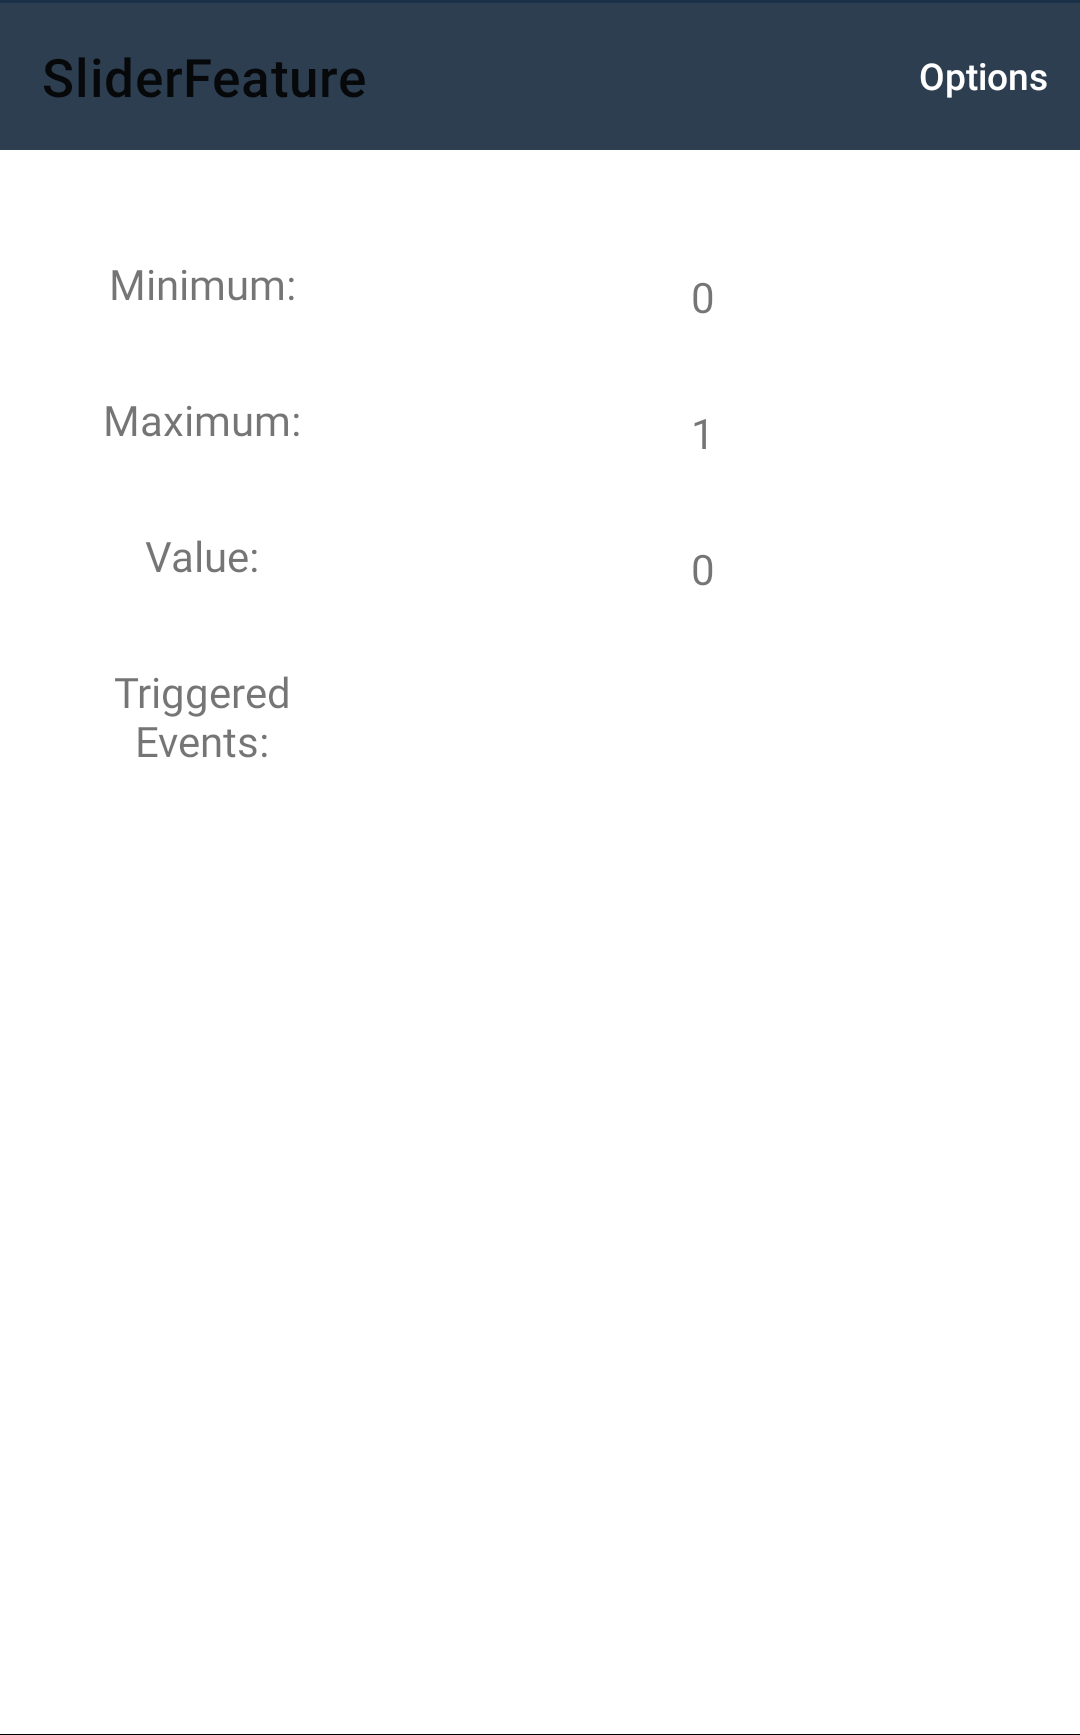 SliderFeature
Options
Minimum:
0
Maximum:
1
Value:
0
Triggered
Events: